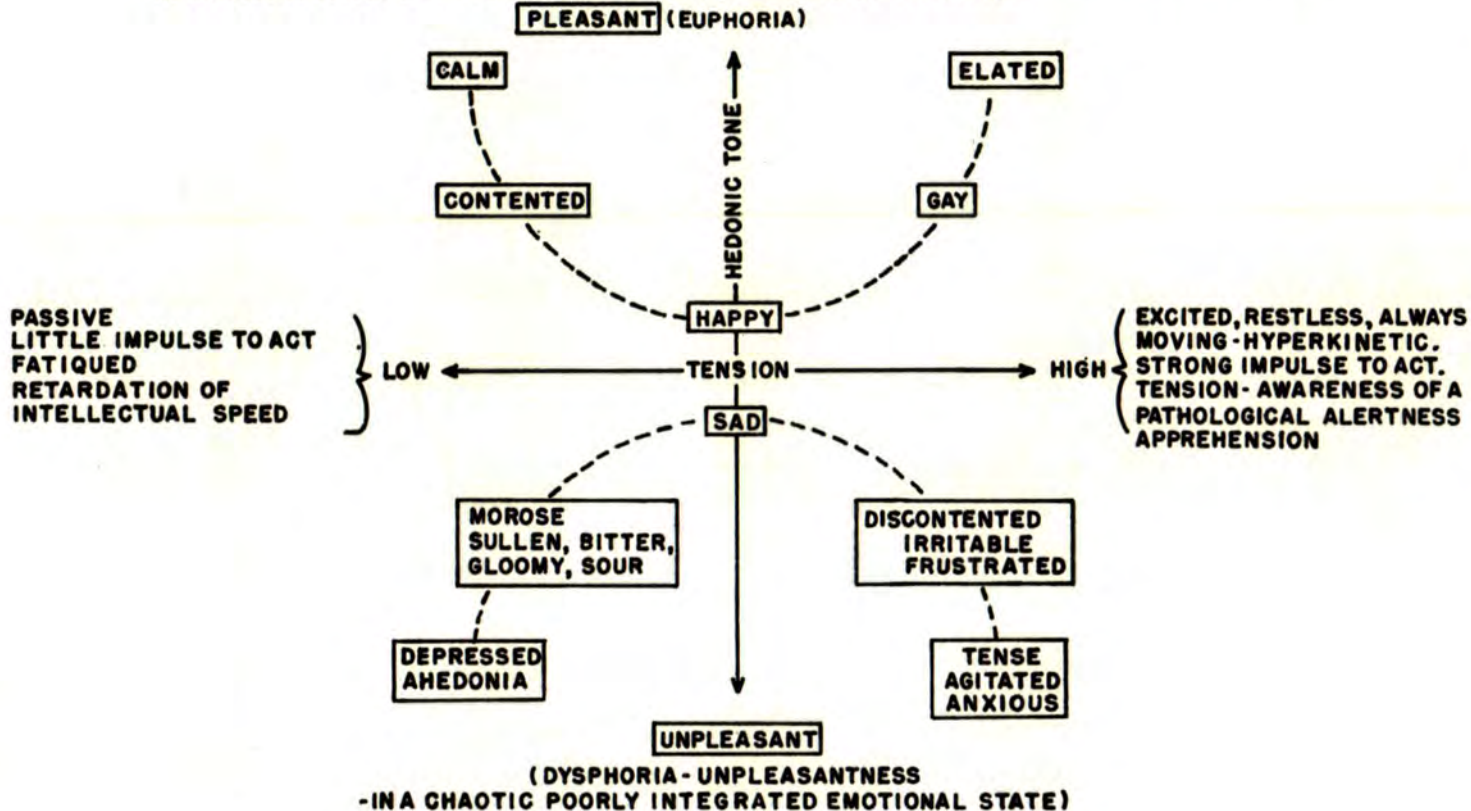 PLEASANT (EUPHORIA)
CALM
ELATED
HEDONIC TONE
CONTENTED
GAY
HAPPY
PASSIVE
LITTLE IMPULSE TO ACT
FATIQUED
RETARDATION OF
INTELLECTUAL SPEED
LOW
TENSION
HIGH
EXCITED, RESTLESS, ALWAYS
MOVING-HYPERKINETIC.
STRONG IMPULSE TO ACT.
TENSION- AWARENESS OF A
PATHOLOGICAL ALERTNESS
APPREHENSION
SAD
MOROSE
SULLEN, BITTER,
GLOOMY, SOUR
DISCONTENTED
IRRITABLE
FRUSTRATED
DEPRESSED
AHEDONIA
TENSE
AGITATED
ANXIOUS
UNPLEASANT
(DYSPHORIA-UNPLEASANTNESS
-IN A CHAOTIC POORLY INTEGRATED EMOTIONAL STATE)